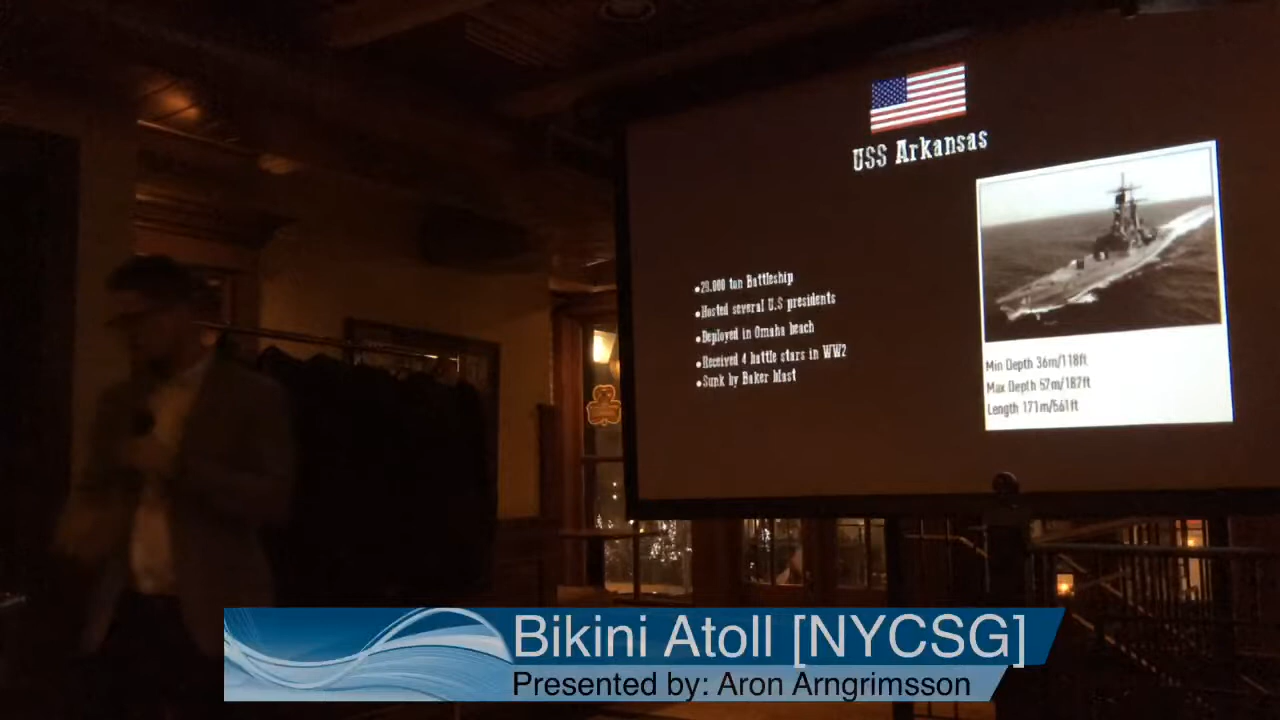 USS Arkansas
•29.000 ton Battleship
•Hosted several U.S presidents
•Deployed in Omaha beach
•Received 4 battle stars in WW2
•Sunk by Baker blast
Min Depth 36m/118ft
Max Depth 57m/187ft
Length 171m/561ft
Bikini Atoll [NYCSG]
Presented by: Aron Arngrimsson